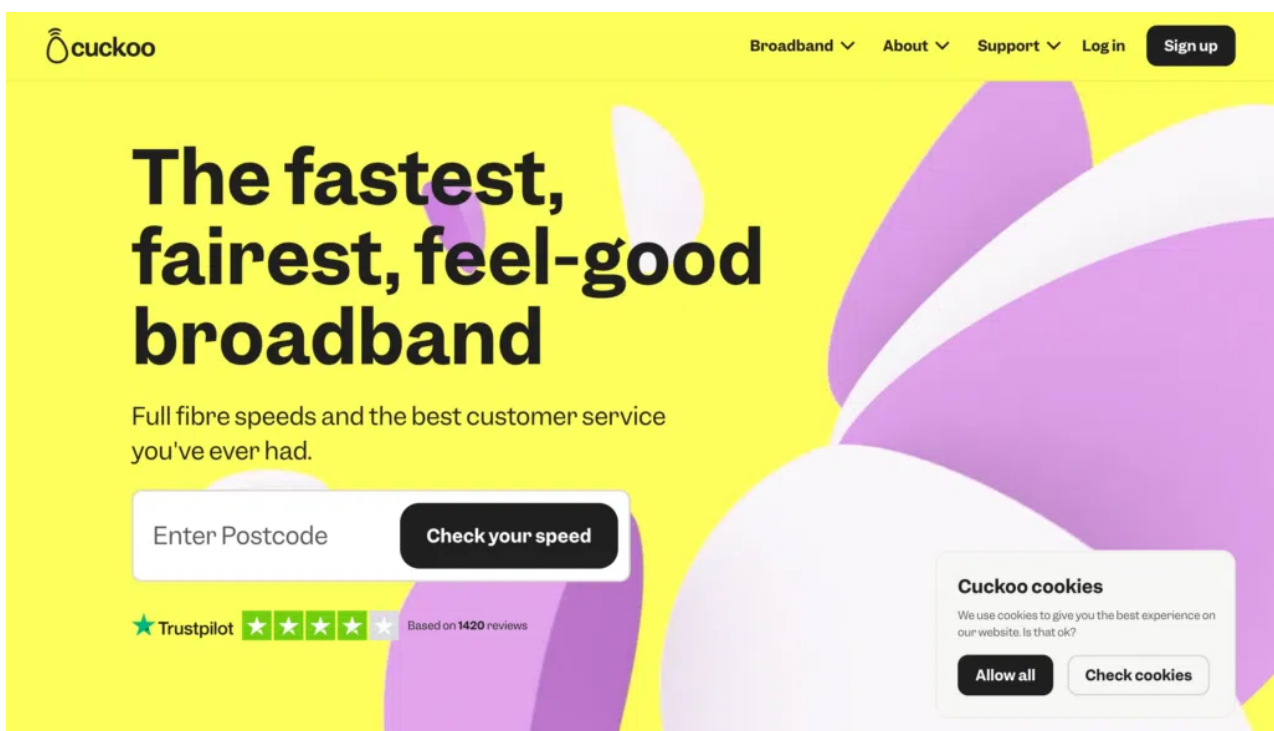 cuckoo
Broadband About Support Log in Sign up
The fastest,
fairest, feel-good
broadband
Full fibre speeds and the best customer service
you've ever had.
Enter Postcode Check your speed
Trustpilot Based on 1420 reviews
Cuckoo cookies
We use cookies to give you the best experience on
our website. Is that ok?
Allow all Check cookies